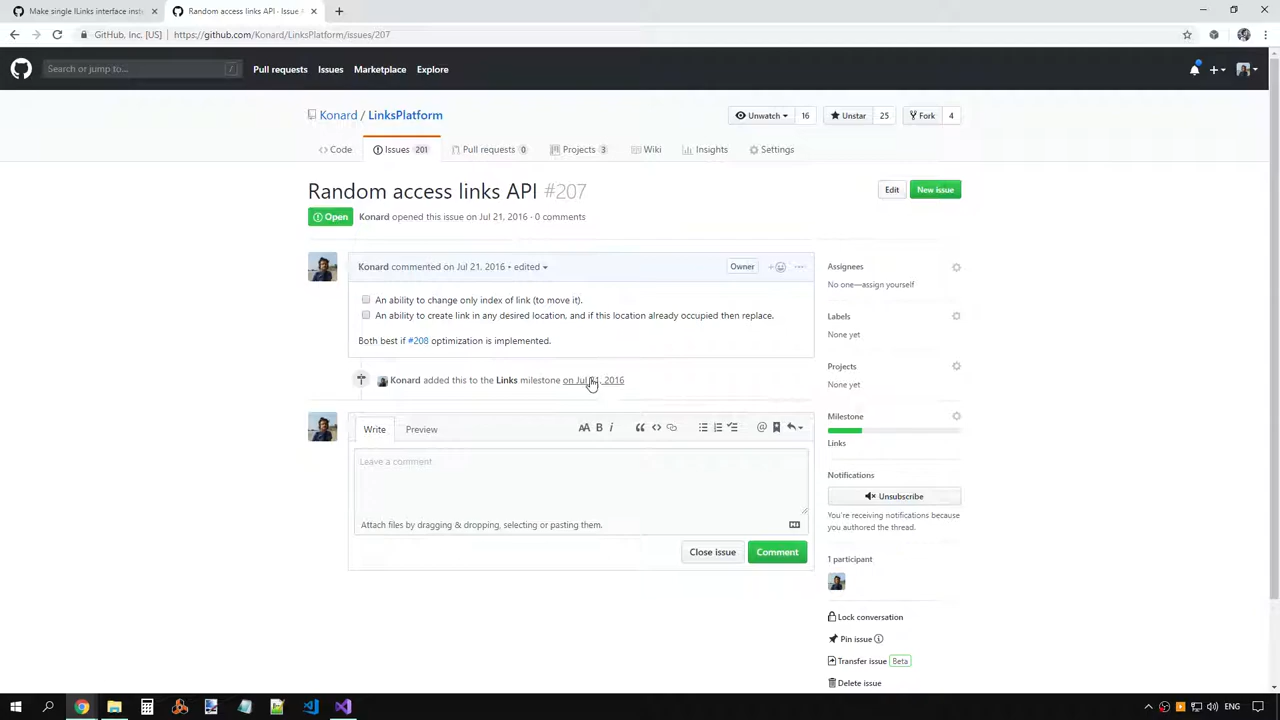 Make single ILinks interface inst
Random access links API · Issue
GitHub, Inc. [US] https://github.com/Konard/LinksPlatform/issues/207
Search or jump to...
/
Pull requests
Issues
Marketplace
Explore
Konard / LinksPlatform
Unwatch
16
Unstar
25
Fork
4
Code
Issues 201
Pull requests 0
Projects 3
Wiki
Insights
Settings
Random access links API #207
Edit
New issue
Open
Konard opened this issue on Jul 21, 2016 · 0 comments
Konard commented on Jul 21, 2016 • edited
Owner
An ability to change only index of link (to move it).
An ability to create link in any desired location, and if this location already occupied then replace.
Both best if #208 optimization is implemented.
Konard added this to the Links milestone on Jul 21, 2016
Write
Preview
Leave a comment
Attach files by dragging & dropping, selecting or pasting them.
Close issue
Comment
Assignees
No one—assign yourself
Labels
None yet
Projects
None yet
Milestone
Links
Notifications
Unsubscribe
You're receiving notifications because
you authored the thread.
1 participant
Lock conversation
Pin issue
Transfer issue Beta
Delete issue
ENG